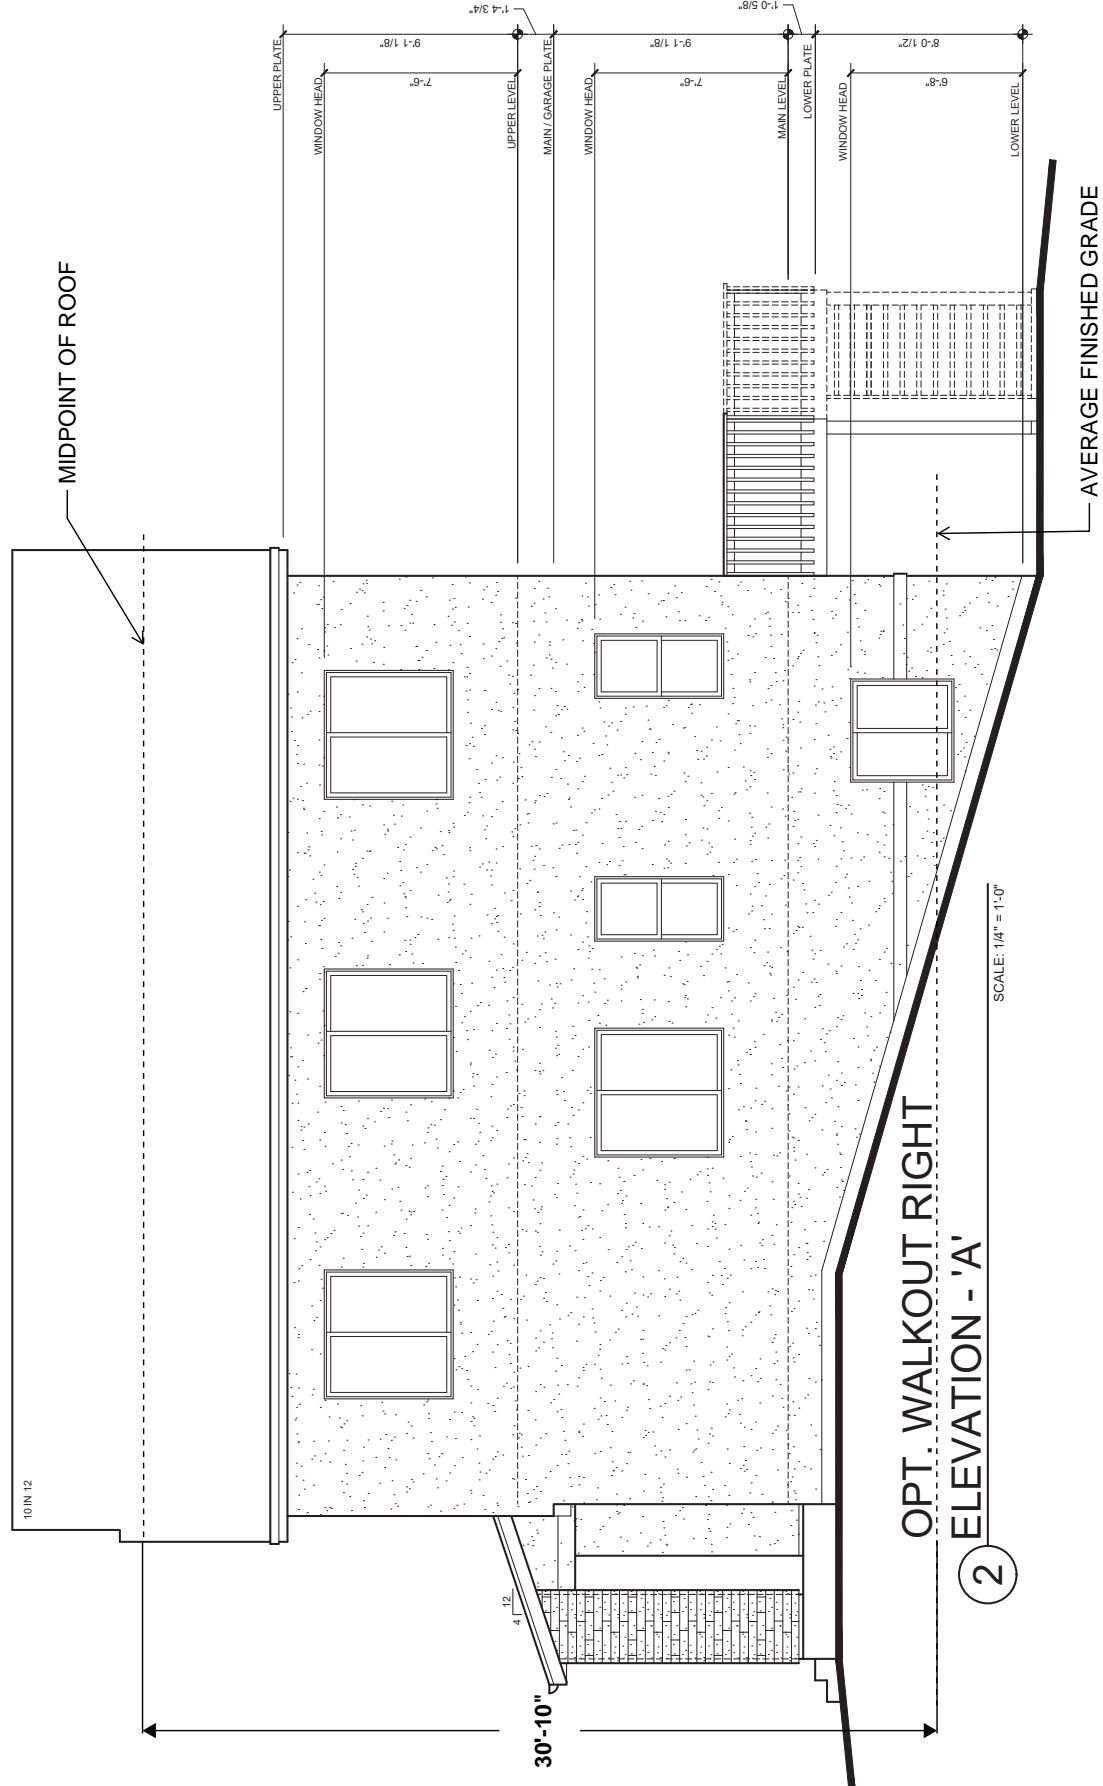 MIDPOINT OF ROOF
10 IN 12
UPPER PLATE
WINDOW HEAD
UPPER LEVEL
MAIN / GARAGE PLATE
WINDOW HEAD
MAIN LEVEL
LOWER PLATE
WINDOW HEAD
LOWER LEVEL
9'-1 1/8"
7'-6"
1'-4 3/4"
9'-1 1/8"
7'-6"
1'-0 5/8"
8'-0 1/2"
6'-8"
12
4
30'-10"
AVERAGE FINISHED GRADE
OPT. WALKOUT RIGHT
ELEVATION - 'A'
2
SCALE: 1/4" = 1'-0"